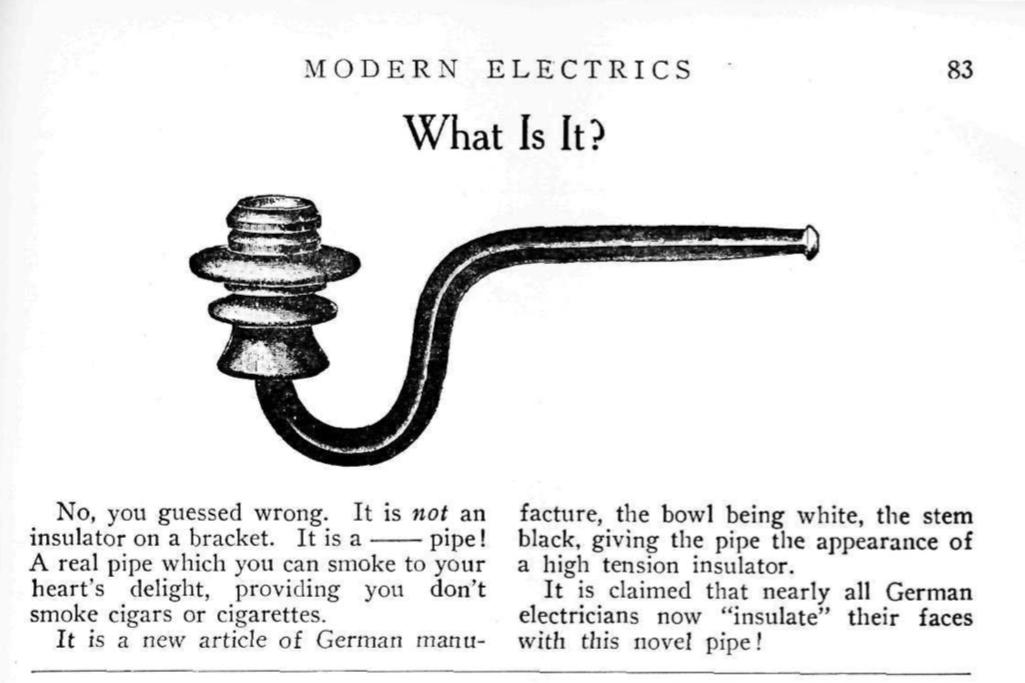 MODERN ELECTRICS 83
What Is It?
No, you guessed wrong. It is not an
insulator on a bracket. It is a —— pipe!
A real pipe which you can smoke to your
heart's delight, providing you don't
smoke cigars or cigarettes.
It is a new article of German manu-
facture, the bowl being white, the stem
black, giving the pipe the appearance of
a high tension insulator.
It is claimed that nearly all German
electricians now "insulate" their faces
with this novel pipe!